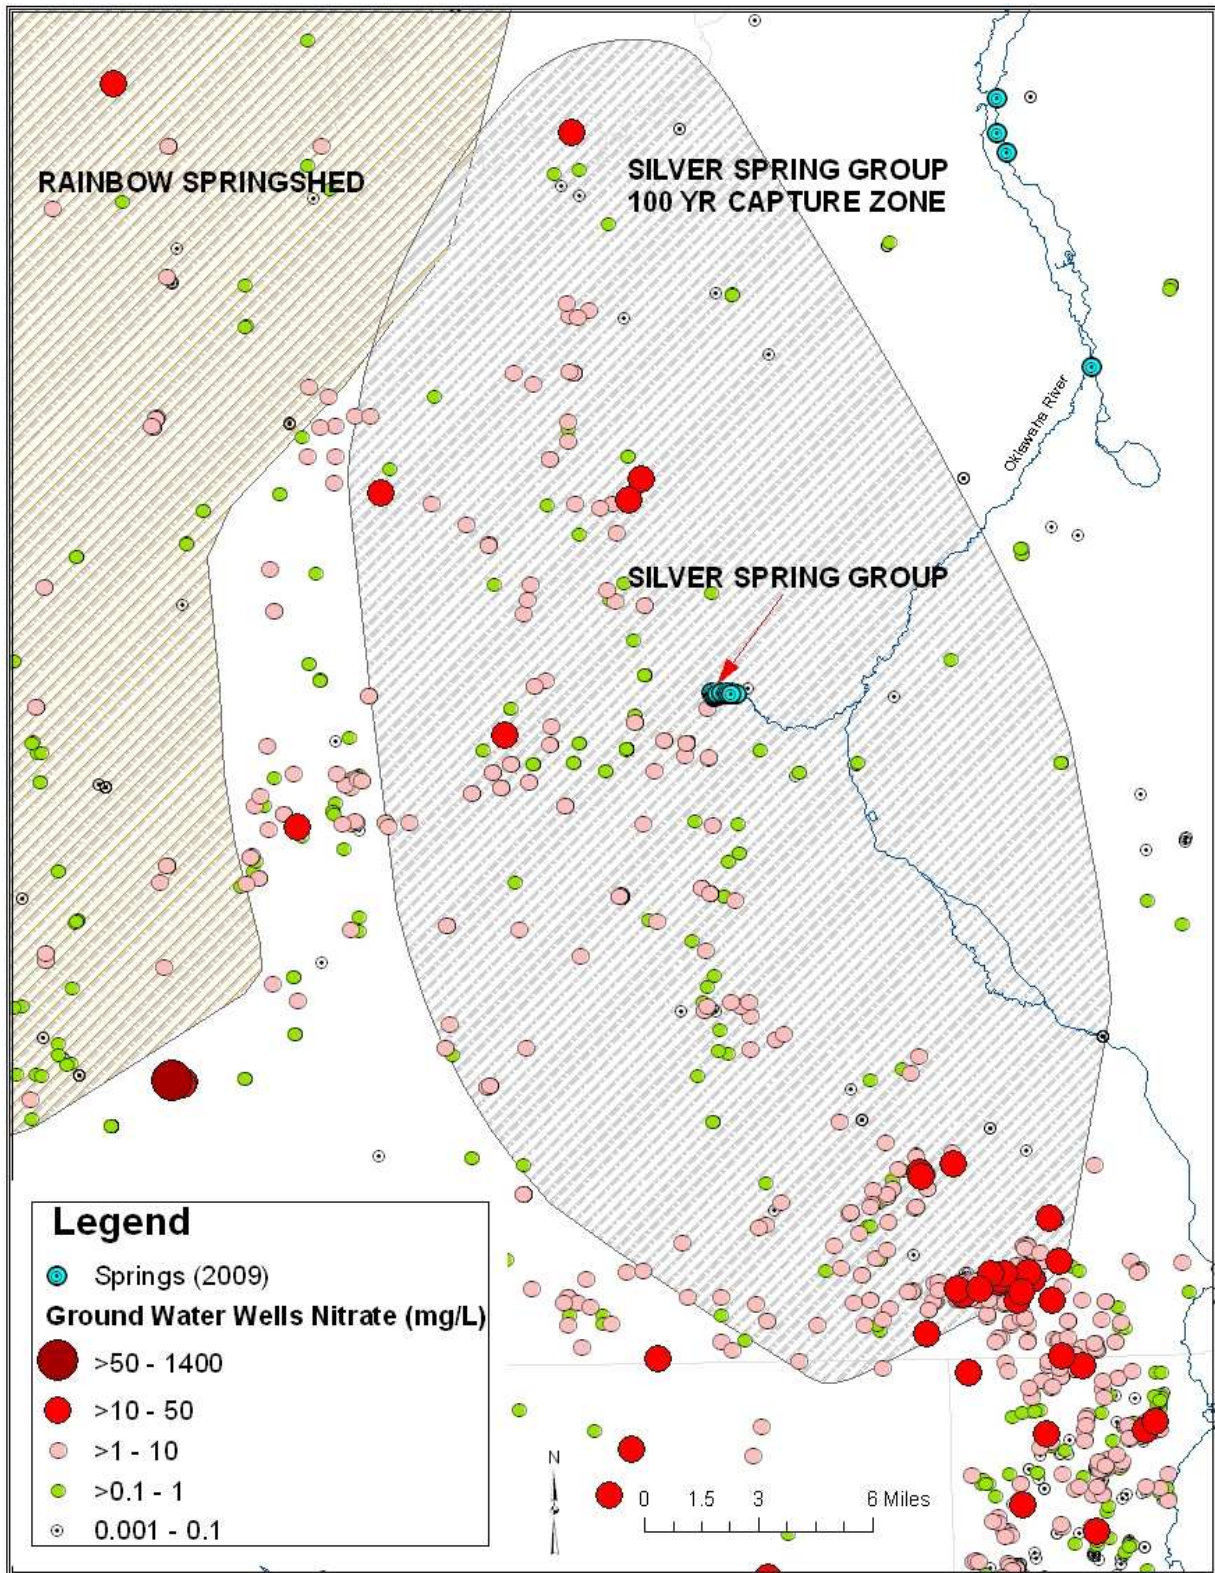 RAINBOW SPRINGSHED
SILVER SPRING GROUP
100 YR CAPTURE ZONE
Oklawaha River
SILVER SPRING GROUP
Legend
Springs (2009)
Ground Water Wells Nitrate (mg/L)
>50 - 1400
>10 - 50
>1 - 10
>0.1 - 1
0.001 - 0.1
N
0 1.5 3 6 Miles